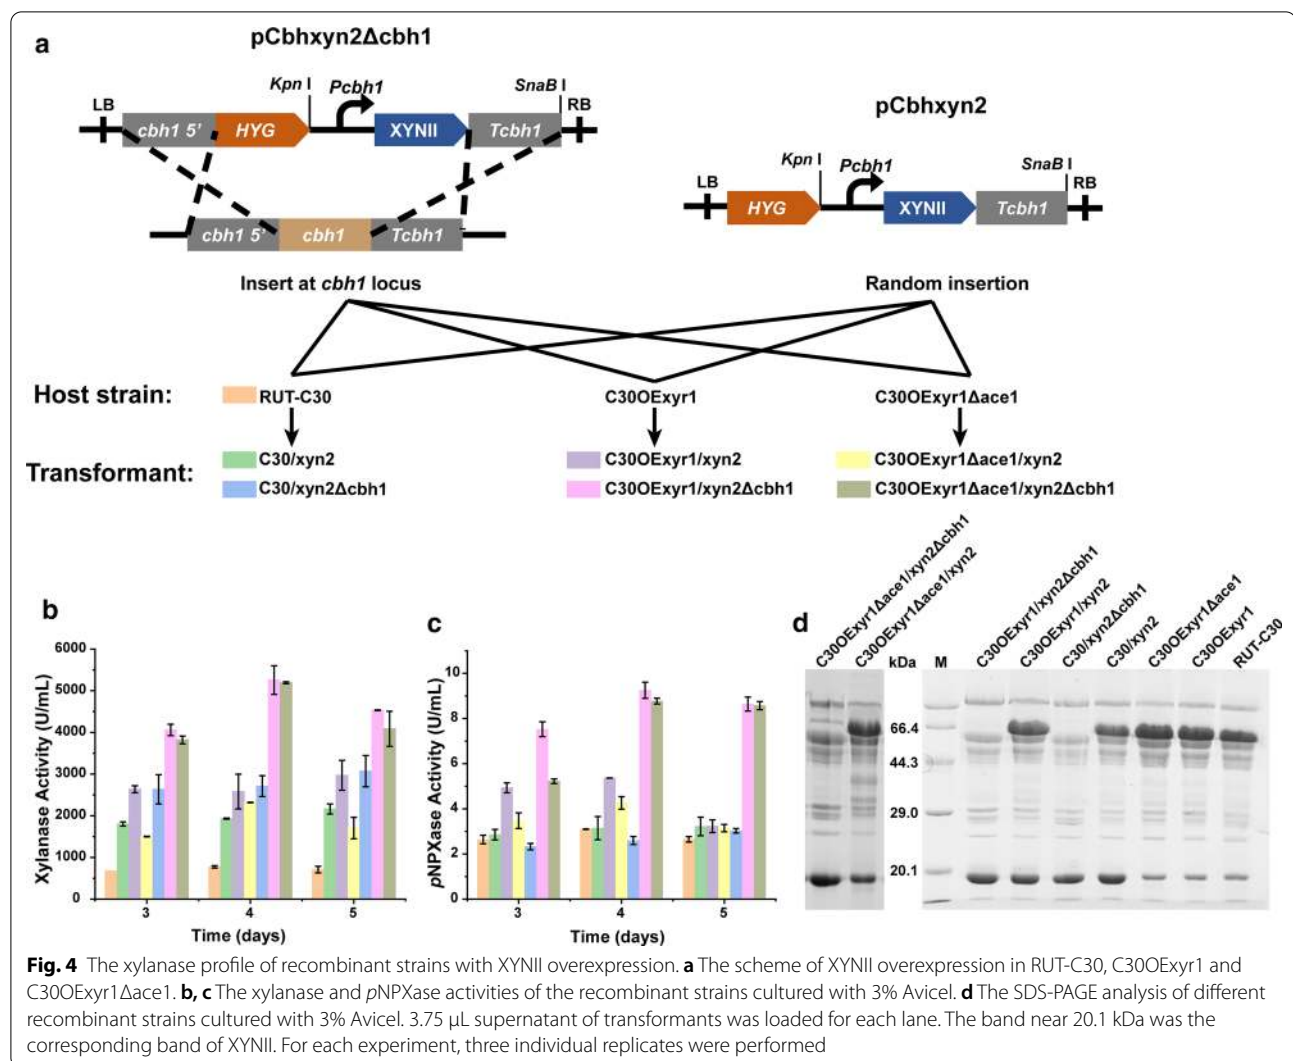 a
pCbhxyn2Δcbh1
LB
Kpn I
Pcbh1
SnaB I
RB
cbh1 5’
HYG
XYNII
Tcbh1
cbh1 5’
cbh1
Tcbh1
Insert at cbh1 locus
pCbhxyn2
LB
Kpn I
Pcbh1
SnaB I
RB
HYG
XYNII
Tcbh1
Random insertion
Host strain:
RUT-C30
C30OExyr1
C30OExyr1Δace1
Transformant:
C30/xyn2
C30OExyr1/xyn2
C30OExyr1Δace1/xyn2
C30/xyn2Δcbh1
C30OExyr1/xyn2Δcbh1
C30OExyr1Δace1/xyn2Δcbh1
b
Xylanase Activity (U/mL)
6000
5000
4000
3000
2000
1000
0
3
4
5
Time (days)
c
pNPXase Activity (U/mL)
10
8
6
4
2
0
3
4
5
Time (days)
d
C30OExyr1Δace1/xyn2Δcbh1
C30OExyr1Δace1/xyn2
kDa
M
C30OExyr1/xyn2Δcbh1
C30OExyr1/xyn2
C30/xyn2Δcbh1
C30/xyn2
C30OExyr1Δace1
C30OExyr1
RUT-C30
66.4
44.3
29.0
20.1
Fig. 4 The xylanase profile of recombinant strains with XYNII overexpression. a The scheme of XYNII overexpression in RUT-C30, C30OExyr1 and
C30OExyr1Δace1. b, c The xylanase and pNPXase activities of the recombinant strains cultured with 3% Avicel. d The SDS-PAGE analysis of different
recombinant strains cultured with 3% Avicel. 3.75 μL supernatant of transformants was loaded for each lane. The band near 20.1 kDa was the
corresponding band of XYNII. For each experiment, three individual replicates were performed